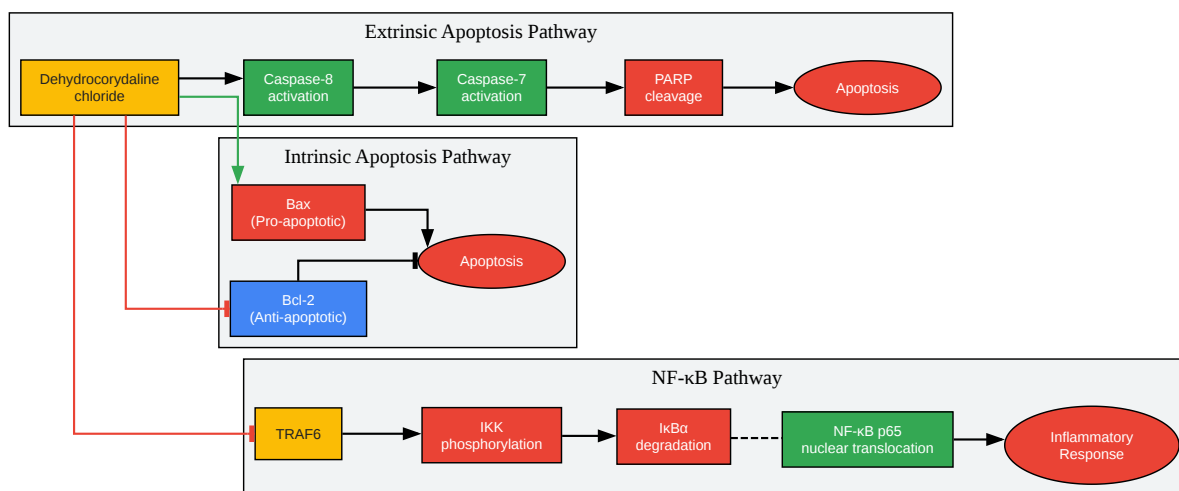 Extrinsic Apoptosis Pathway
Dehydrocorydaline
chloride
Caspase-8
activation
Caspase-7
activation
PARP
cleavage
Apoptosis
Intrinsic Apoptosis Pathway
Bax
(Pro-apoptotic)
Apoptosis
Bcl-2
(Anti-apoptotic)
NF-κB Pathway
TRAF6
IKK
phosphorylation
IκBα
degradation
NF-κB p65
nuclear translocation
Inflammatory
Response